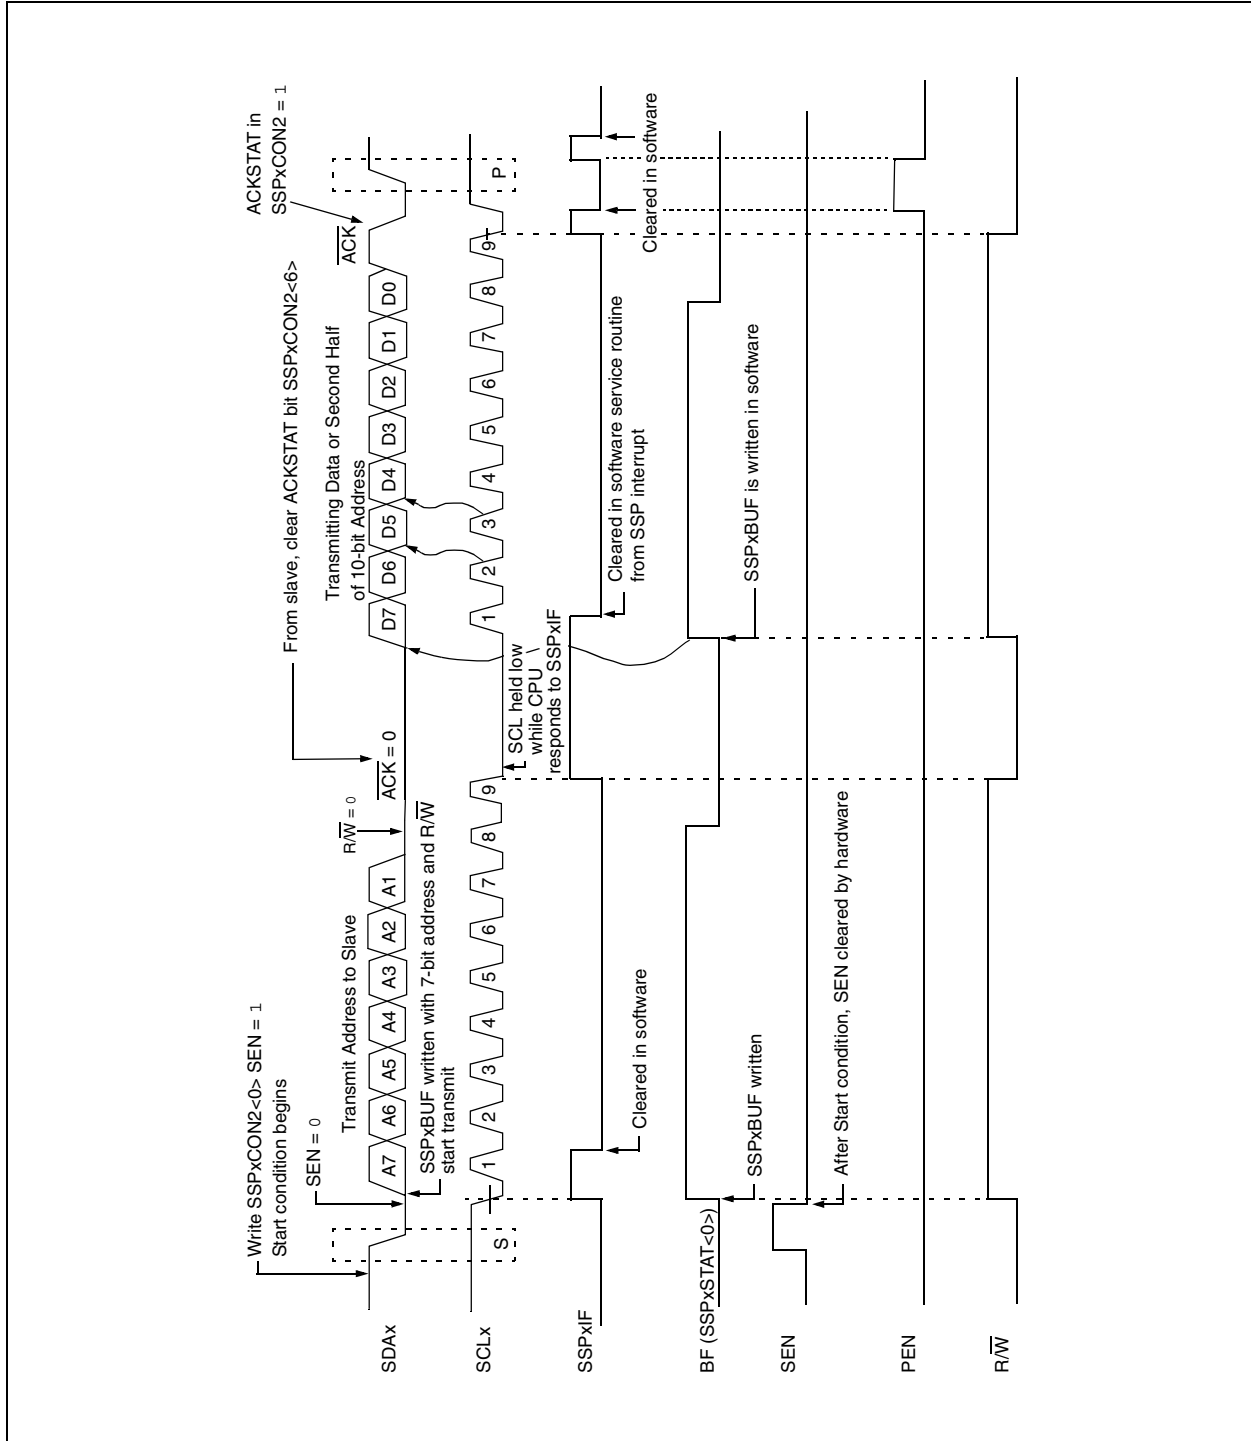 Write SSPxCON2<0> SEN = 1
Start condition begins
SEN = 0
Transmit Address to Slave
R/W = 0
From slave, clear ACKSTAT bit SSPxCON2<6>
ACK = 0
Transmitting Data or Second Half
of 10-bit Address
ACKSTAT in
SSPxCON2 = 1
ACK
SDAx
A7 A6 A5 A4 A3 A2 A1
D7 D6 D5 D4 D3 D2 D1 D0
SSPxBUF written with 7-bit address and R/W
start transmit
SCLx
S
1 2 3 4 5 6 7 8 9
1 2 3 4 5 6 7 8 9
P
SCL held low
while CPU
responds to SSPxIF
SSPxIF
Cleared in software
Cleared in software service routine
from SSP interrupt
Cleared in software
BF (SSPxSTAT<0>)
SSPxBUF written
SSPxBUF is written in software
SEN
After Start condition, SEN cleared by hardware
PEN
R/W